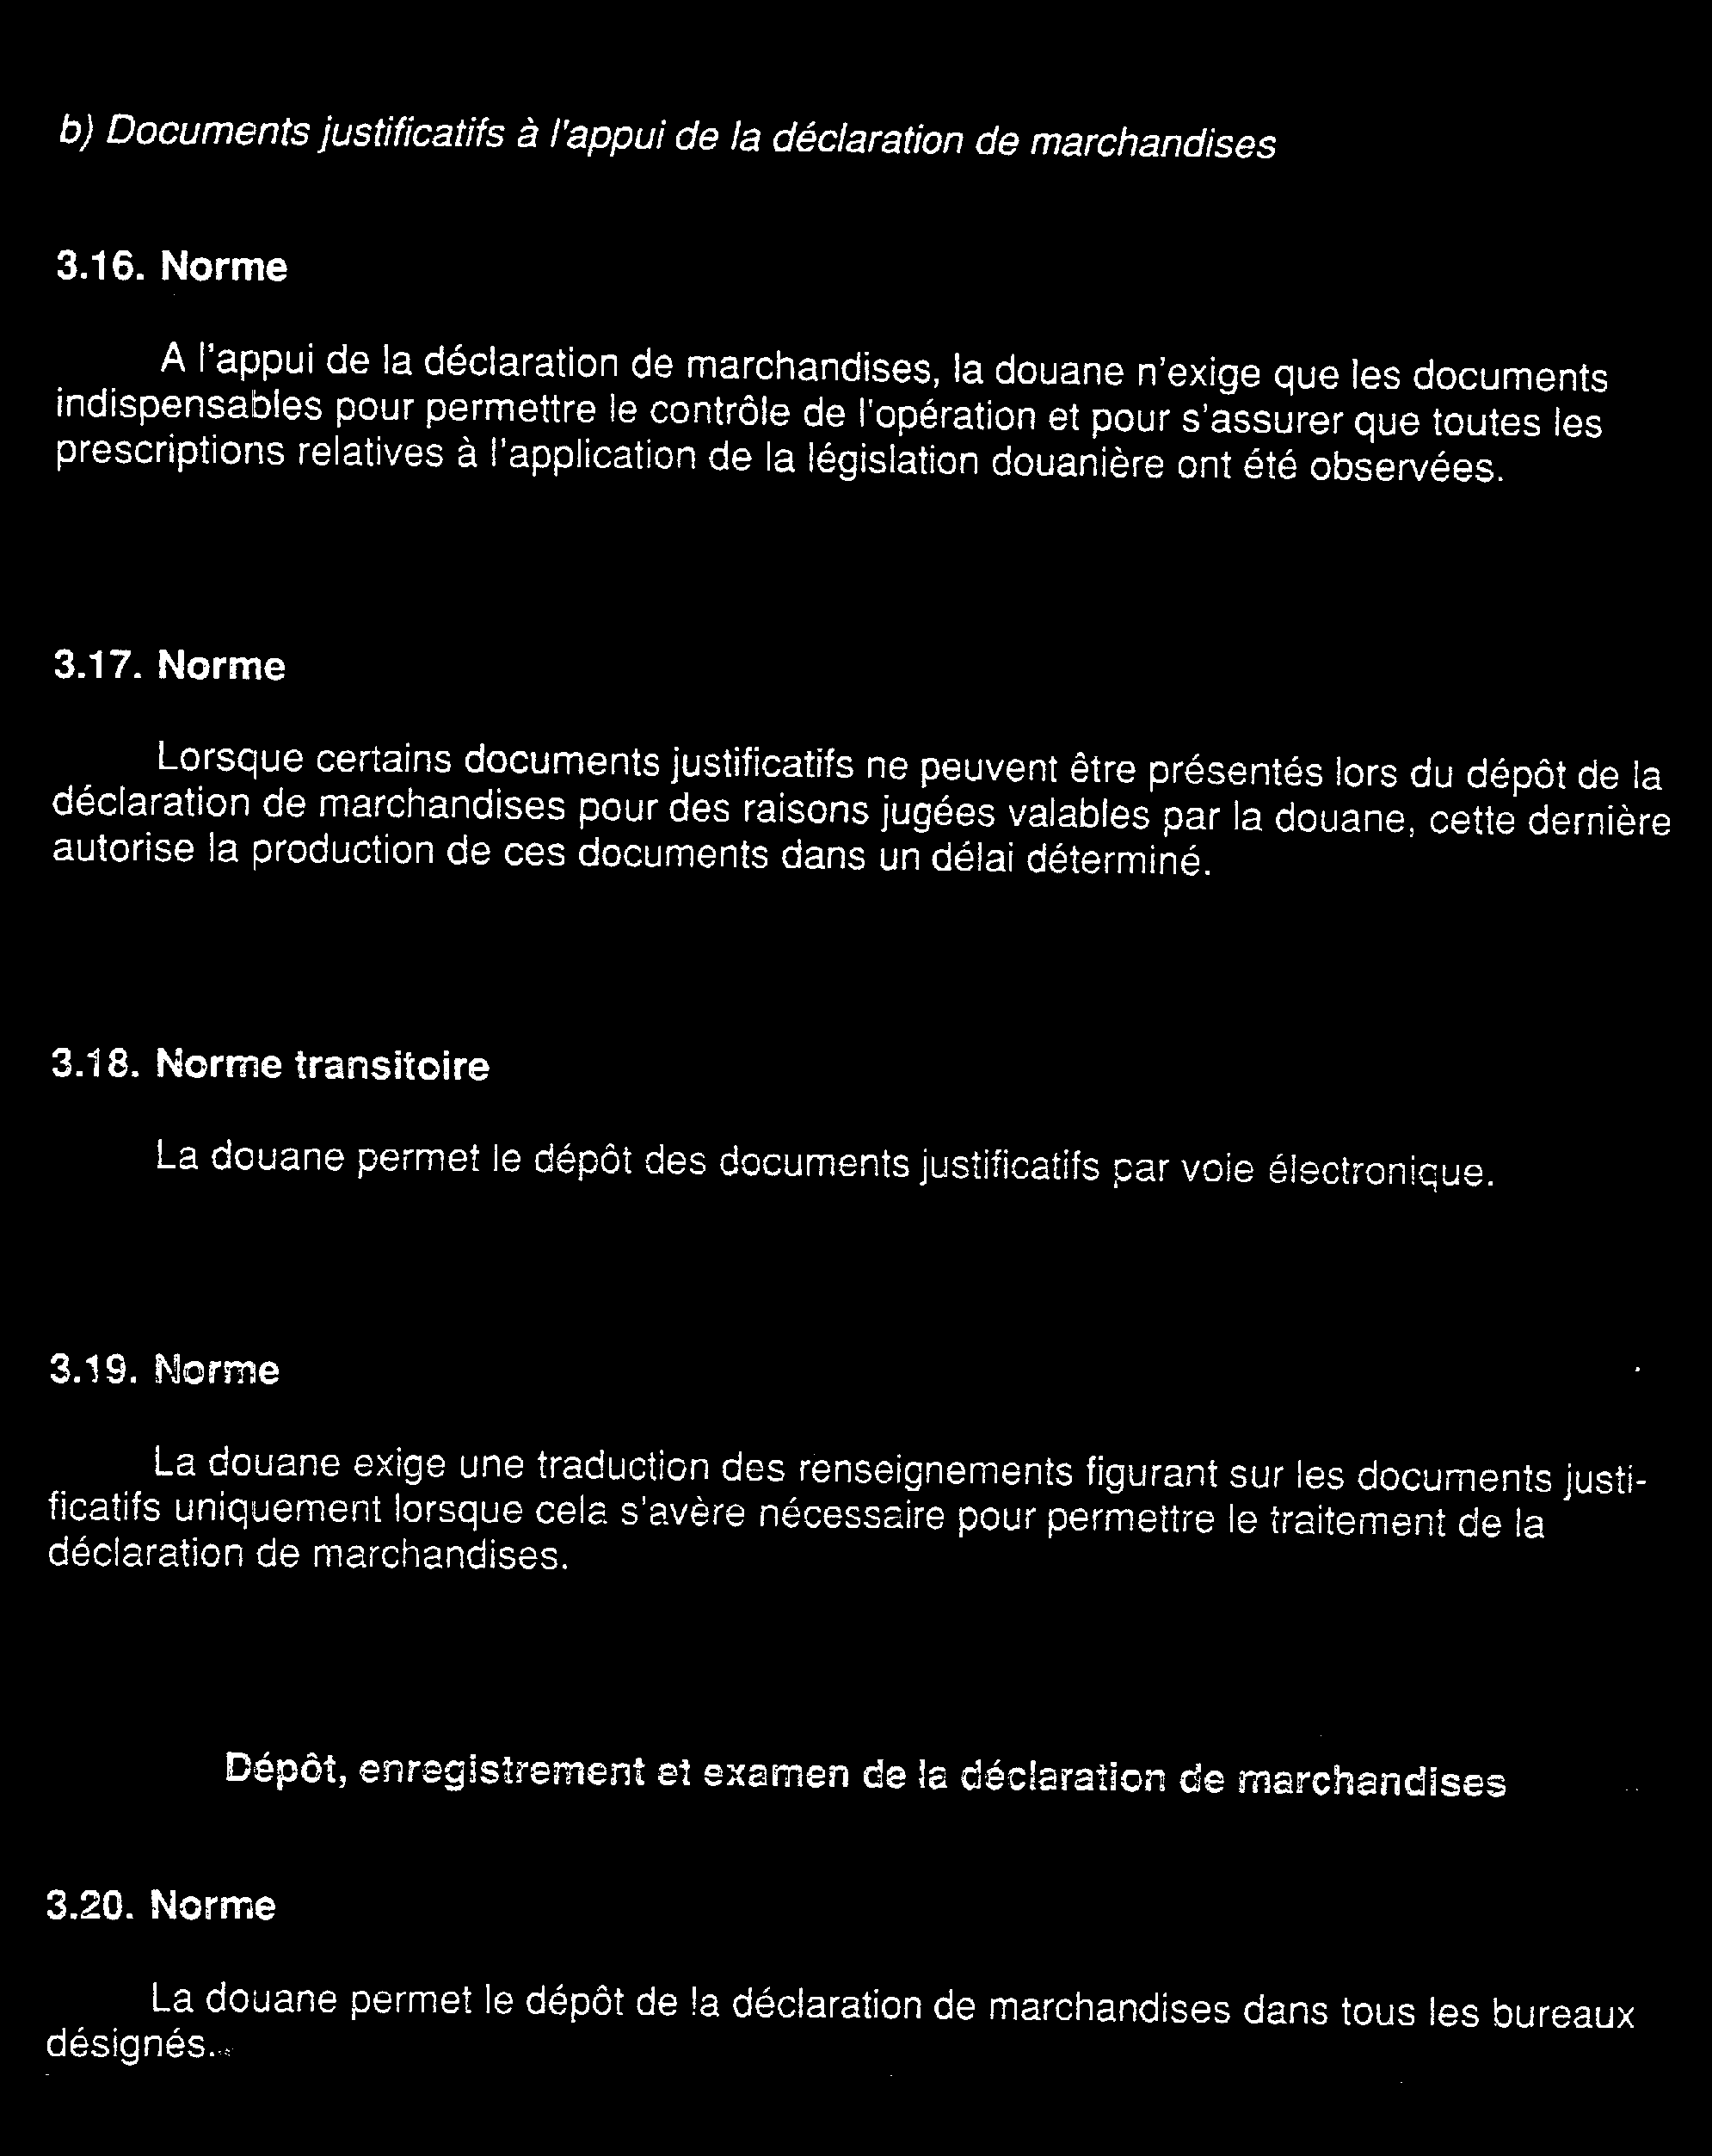 b) Documents justificatifs à l'appui de la déclaration de marchandises
3.16. Norme
A l'appui de la déclaration de marchandises, la douane n'exige que les documents
indispensables pour permettre le contrôle de l'opération et pour s'assurer que toutes les
prescriptions relatives à l'application de la législation douanière ont été observées.
3.17. Norme
Lorsque certains documents justificatifs ne peuvent être présentés lors du dépôt de la
déclaration de marchandises pour des raisons jugées valables par la douane, cette dernière
autorise la production de ces documents dans un délai déterminé.
3.18. Norme transitoire
La douane permet le dépôt des documents justificatifs par voie électronique.
3.19. Norme
La douane exige une traduction des renseignements figurant sur les documents justi-
ficatifs uniquement lorsque cela s'avère nécessaire pour permettre le traitement de la
déclaration de marchandises.
Dépôt, enregistrement et examen de la déclaration de marchandises
3.20. Norme
La douane permet le dépôt de la déclaration de marchandises dans tous les bureaux
désignés.